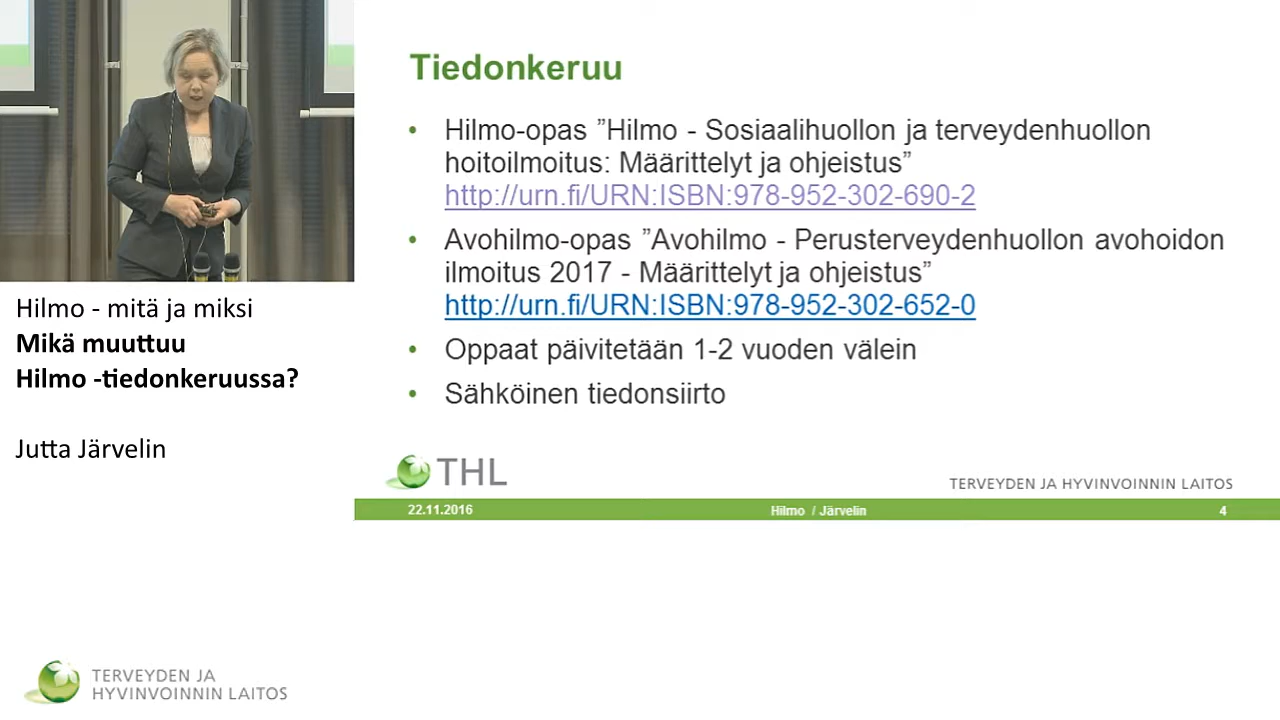 Tiedonkeruu
• Hilmo-opas ”Hilmo - Sosiaalihuollon ja terveydenhuollon
hoitoilmoitus: Määrittelyt ja ohjeistus”
http://urn.fi/URN:ISBN:978-952-302-690-2
• Avohilmo-opas ”Avohilmo - Perusterveydenhuollon avohoidon
ilmoitus 2017 - Määrittelyt ja ohjeistus”
http://urn.fi/URN:ISBN:978-952-302-652-0
• Oppaat päivitetään 1-2 vuoden välein
• Sähköinen tiedonsiirto
THL
TERVEYDEN JA HYVINVOINNIN LAITOS
22.11.2016
Hilmo / Järvelin
4
Hilmo - mitä ja miksi
Mikä muuttuu
Hilmo -tiedonkeruussa?
Jutta Järvelin
TERVEYDEN JA
HYVINVOINNIN LAITOS